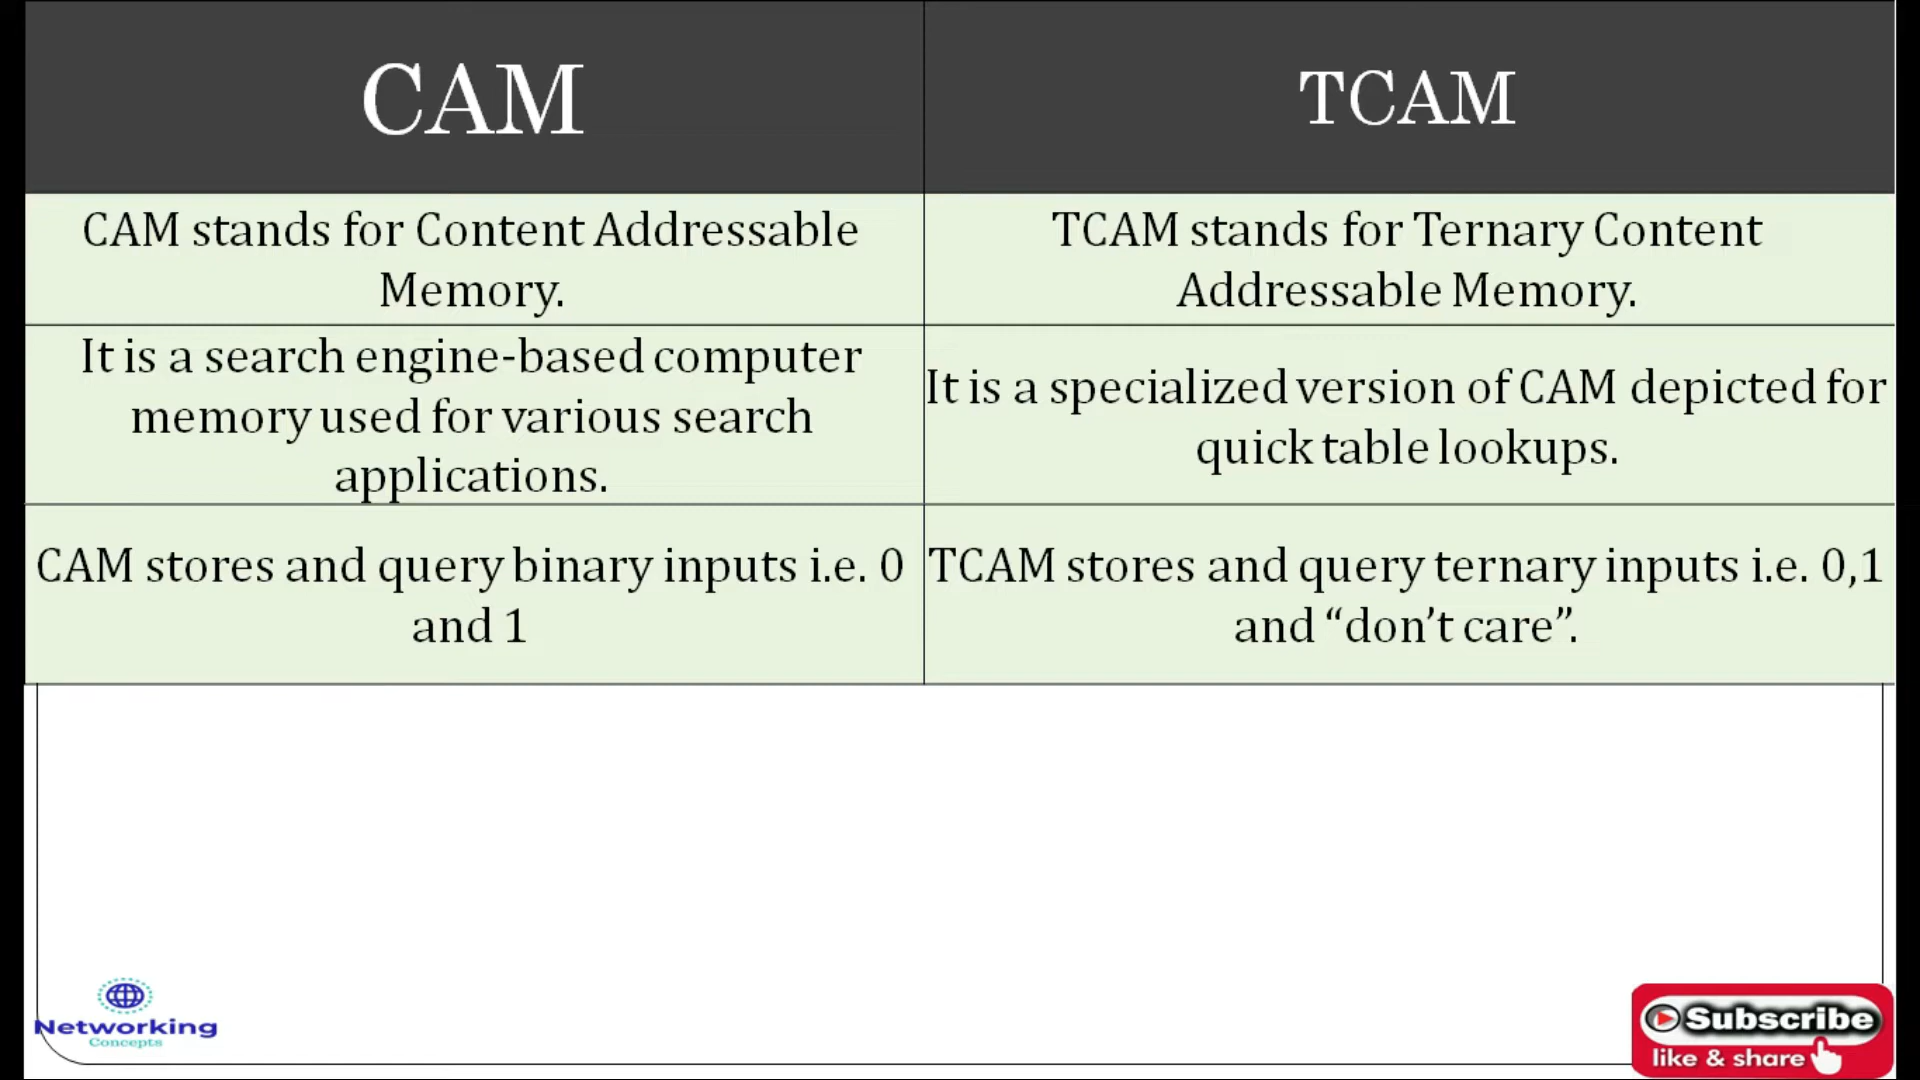 CAM
TCAM
CAM stands for Content Addressable
Memory.
TCAM stands for Ternary Content
Addressable Memory.
It is a search engine-based computer
memory used for various search
applications.
It is a specialized version of CAM depicted for
quick table lookups.
CAM stores and query binary inputs i.e. 0
and 1
TCAM stores and query ternary inputs i.e. 0,1
and “don’t care”.
Networking
Concepts
Subscribe
like & share